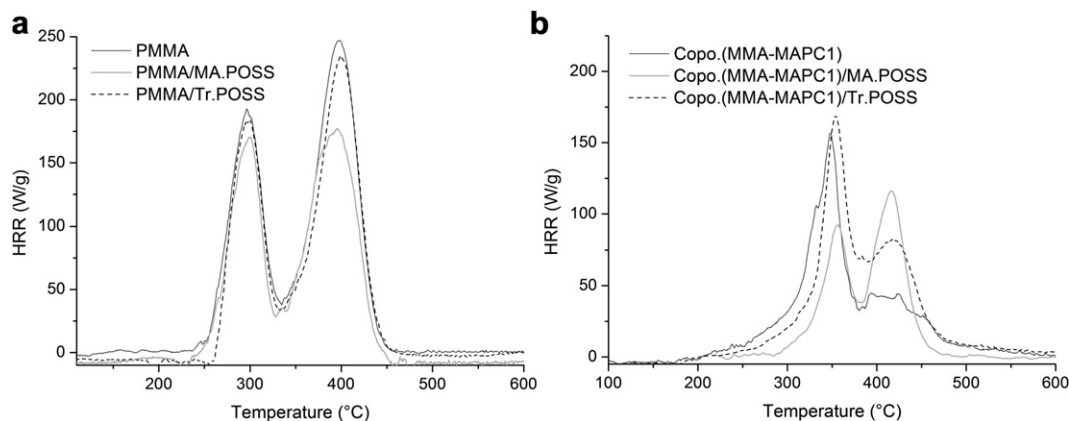 a
PMMA
PMMA/MA.POSS
PMMA/Tr.POSS
250
200
150
100
50
0
HRR (W/g)
200
300
400
500
600
Temperature (°C)
b
Copo.(MMA-MAPC1)
Copo.(MMA-MAPC1)/MA.POSS
Copo.(MMA-MAPC1)/Tr.POSS
200
150
100
50
0
HRR (W/g)
100
200
300
400
500
600
Temperature (°C)